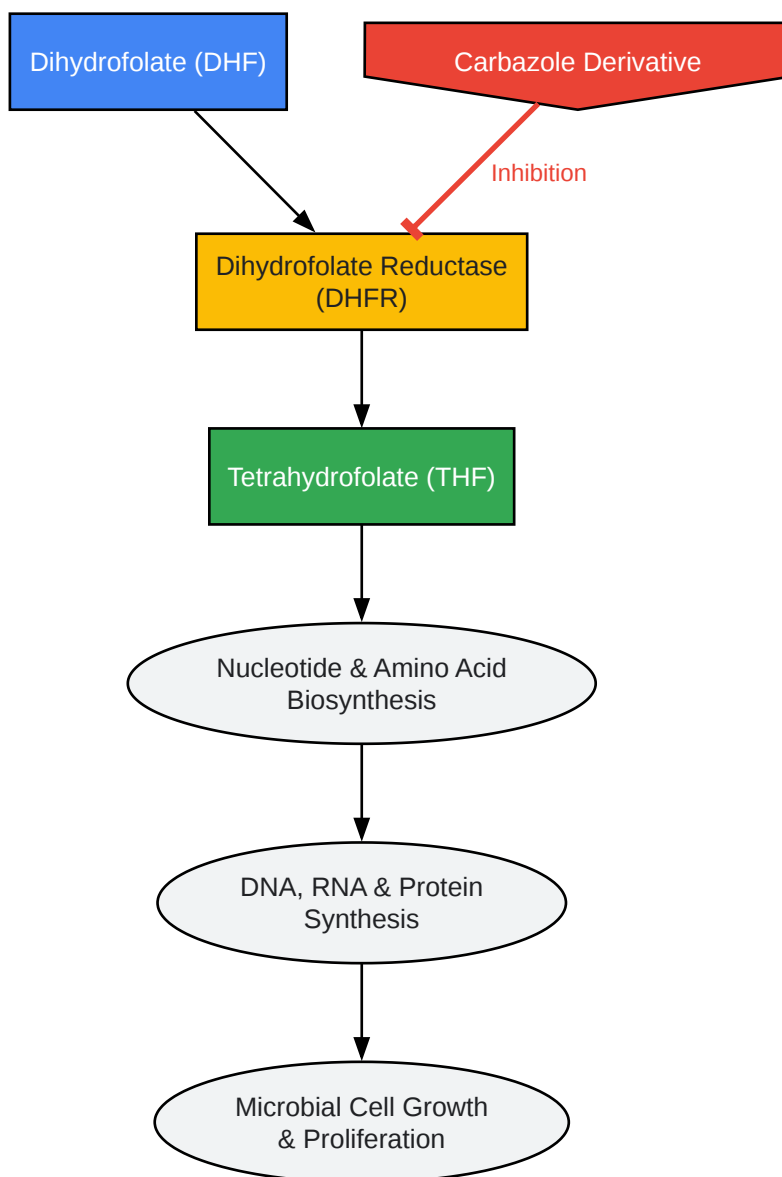 Dihydrofolate (DHF)
Carbazole Derivative
Inhibition
Dihydrofolate Reductase
(DHFR)
Tetrahydrofolate (THF)
Nucleotide & Amino Acid
Biosynthesis
DNA, RNA & Protein
Synthesis
Microbial Cell Growth
& Proliferation